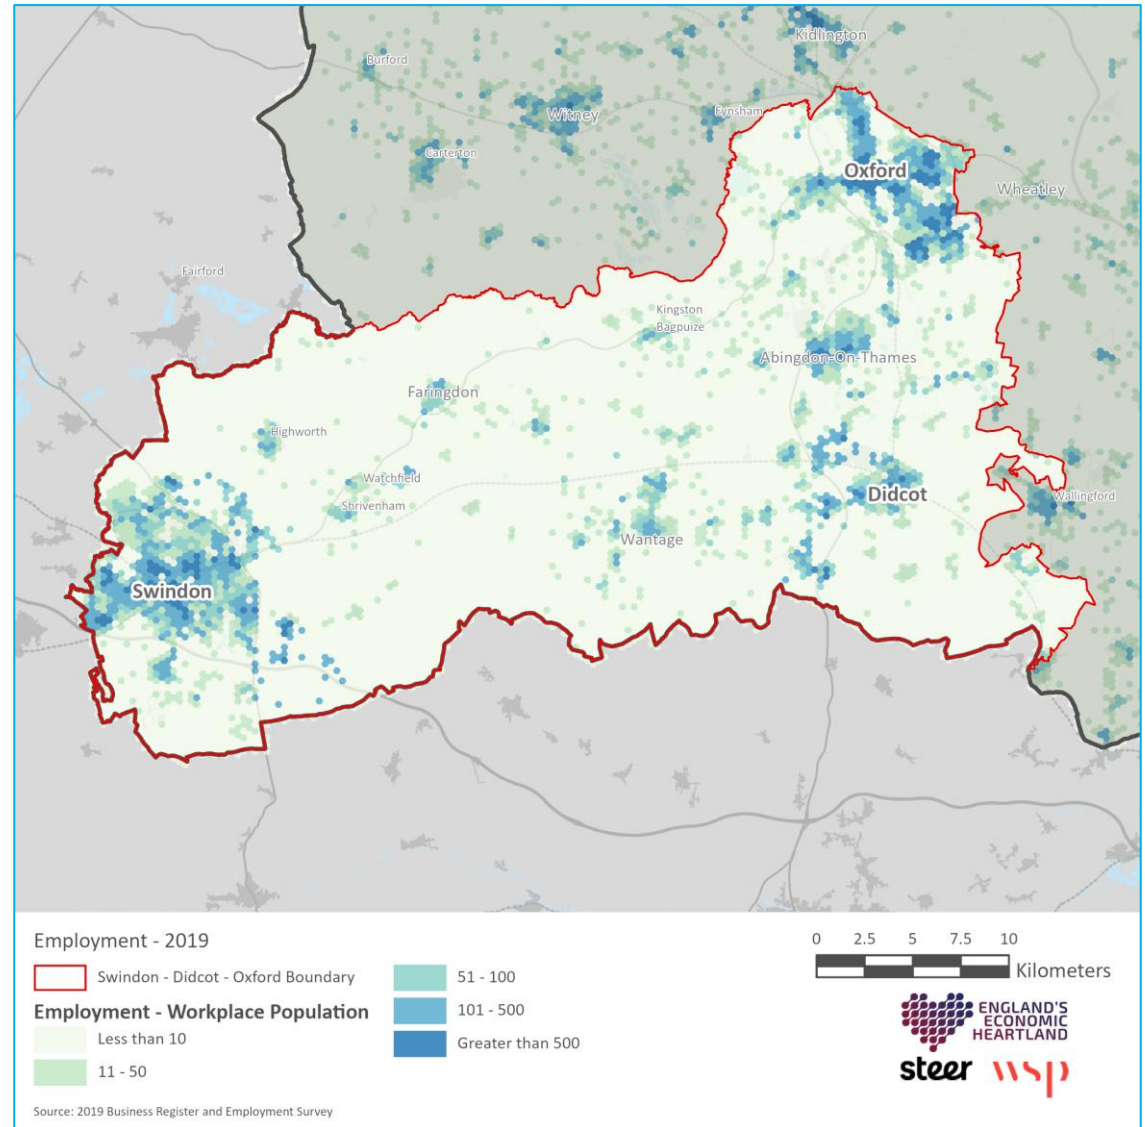 Kidlington
Burford
Witney
Eynsham
Carterton
Oxford
Wheatley
Fairford
Kingston
Bagpuize
Abingdon-On-Thames
Faringdon
Highworth
Watchfield
Shrivenham
Didcot
Wallingford
Wantage
Swindon
Employment - 2019
Swindon - Didcot - Oxford Boundary
Employment - Workplace Population
Less than 10
11 - 50
51 - 100
101 - 500
Greater than 500
0 2.5 5 7.5 10
Kilometers
ENGLAND'S
ECONOMIC
HEARTLAND
steer wsp
Source: 2019 Business Register and Employment Survey